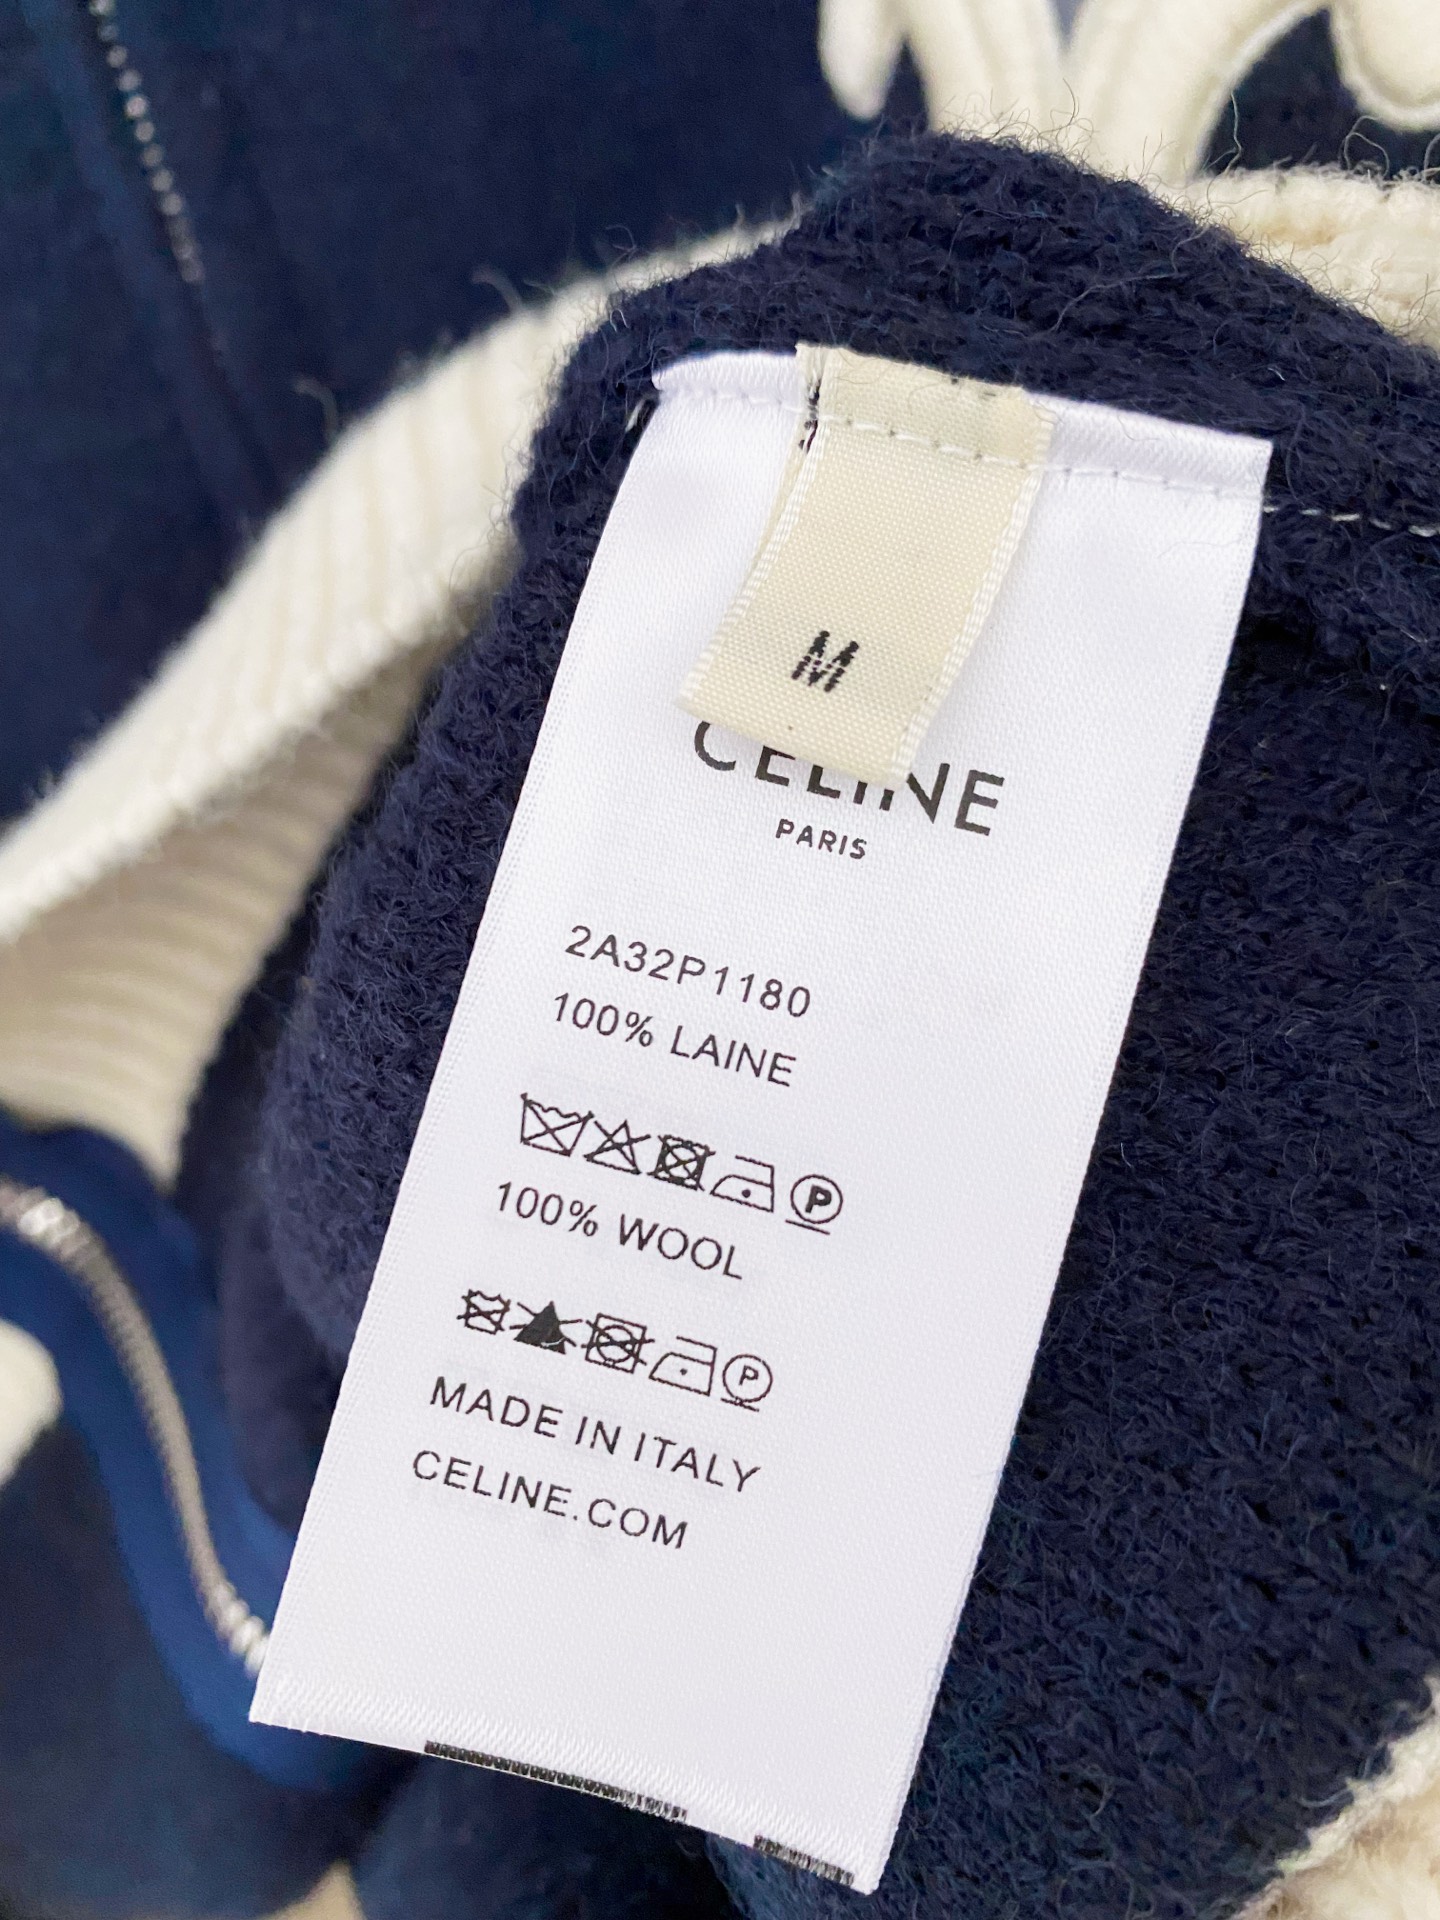 M
CELINE
PARIS
2A32P1180
100% LAINE
P
100% WOOL
P
MADE IN ITALY
CELINE.COM